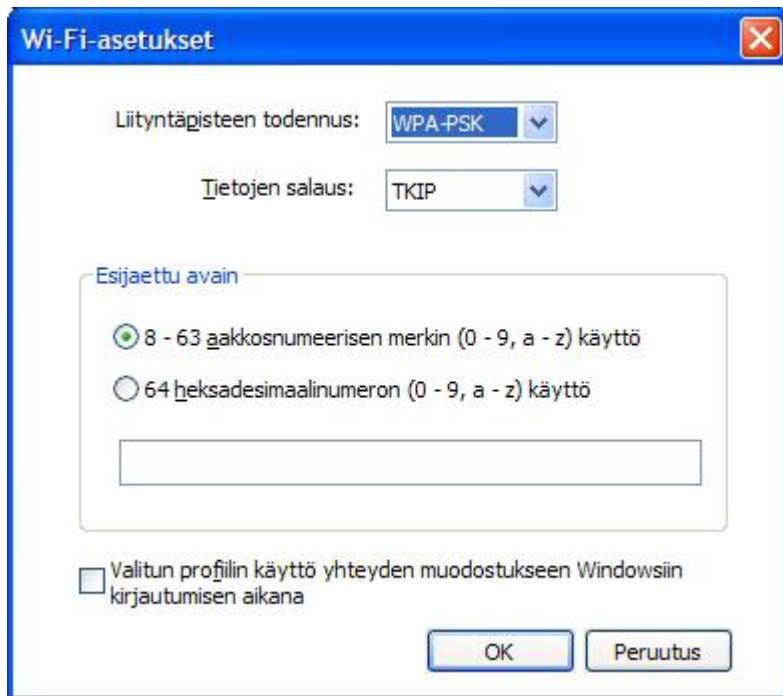 Wi-Fi-asetukset
Liityntäpisteen todennus: WPA-PSK
Tietojen salaus: TKIP
Esijaettu avain
8 - 63 aakkosnumeerisen merkin (0 - 9, a - z) käyttö
64 heksadesimaalinumeron (0 - 9, a - z) käyttö
Valitun profiilin käyttö yhteyden muodostukseen Windowsiin
kirjautumisen aikana
OK Peruutus